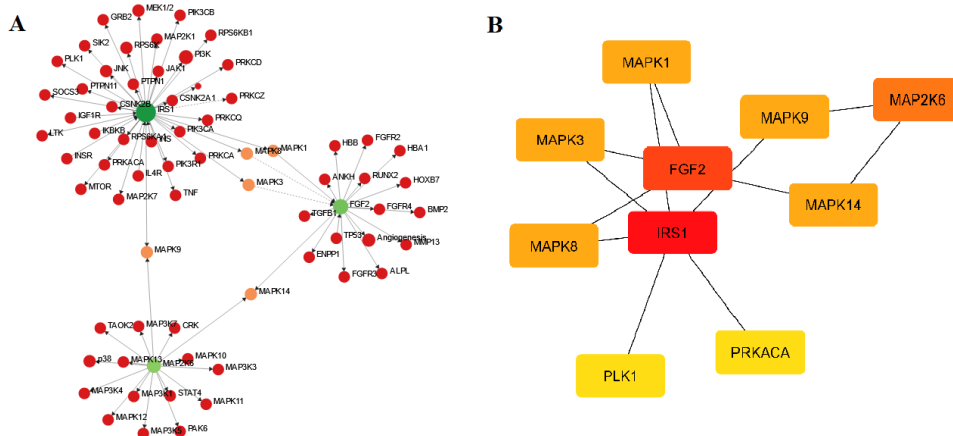 A
MEK1/2
PIK3CB
GRB2
RPS6KB1
SIK2
RPS6K
MAP2K1
PI3K
PLK1
JNK
JAK1
PRKCD
PTPN11
PTPN1
SOCS3
CSNK2B
CSNK2A1
PRKCZ
IRS1
IGF1R
PRKCQ
LTK
IKBKB
RPS6KA1
INS
PIK3CA
MAPK8
MAPK1
INSR
PRKACA
IL4R
PIK3R1
PRKCA
MTOR
MAP2K7
TNF
MAPK3
HBB
FGFR2
HBA1
ANKH
RUNX2
HOXB7
FGF2
FGFR4
BMP2
TGFB1
TP53
Angiogenesis
MMP13
ENPP1
FGFR3
ALPL
MAPK9
MAPK14
TAOK2
MAP3K7
CRK
p38
MAPK13
MAP2K6
MAPK10
MAP3K3
MAP3K4
MAP3K1
STAT4
MAPK11
MAPK12
MAP3K5
PAK6
B
MAPK1
MAPK9
MAP2K6
MAPK3
FGF2
MAPK14
MAPK8
IRS1
PRKACA
PLK1